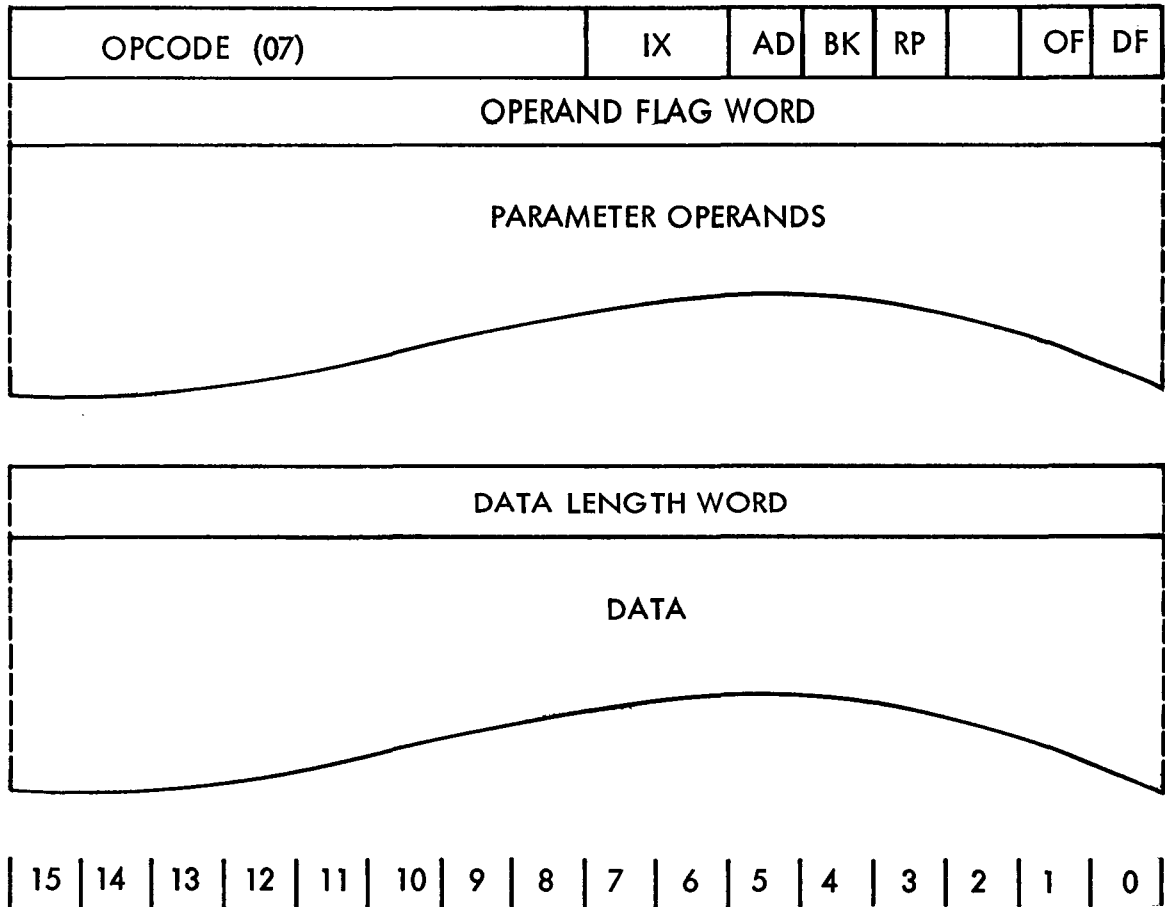 OPCODE (07) IX AD BK RP OF DF
OPERAND FLAG WORD
PARAMETER OPERANDS
DATA LENGTH WORD
DATA
15 14 13 12 11 10 9 8 7 6 5 4 3 2 1 0